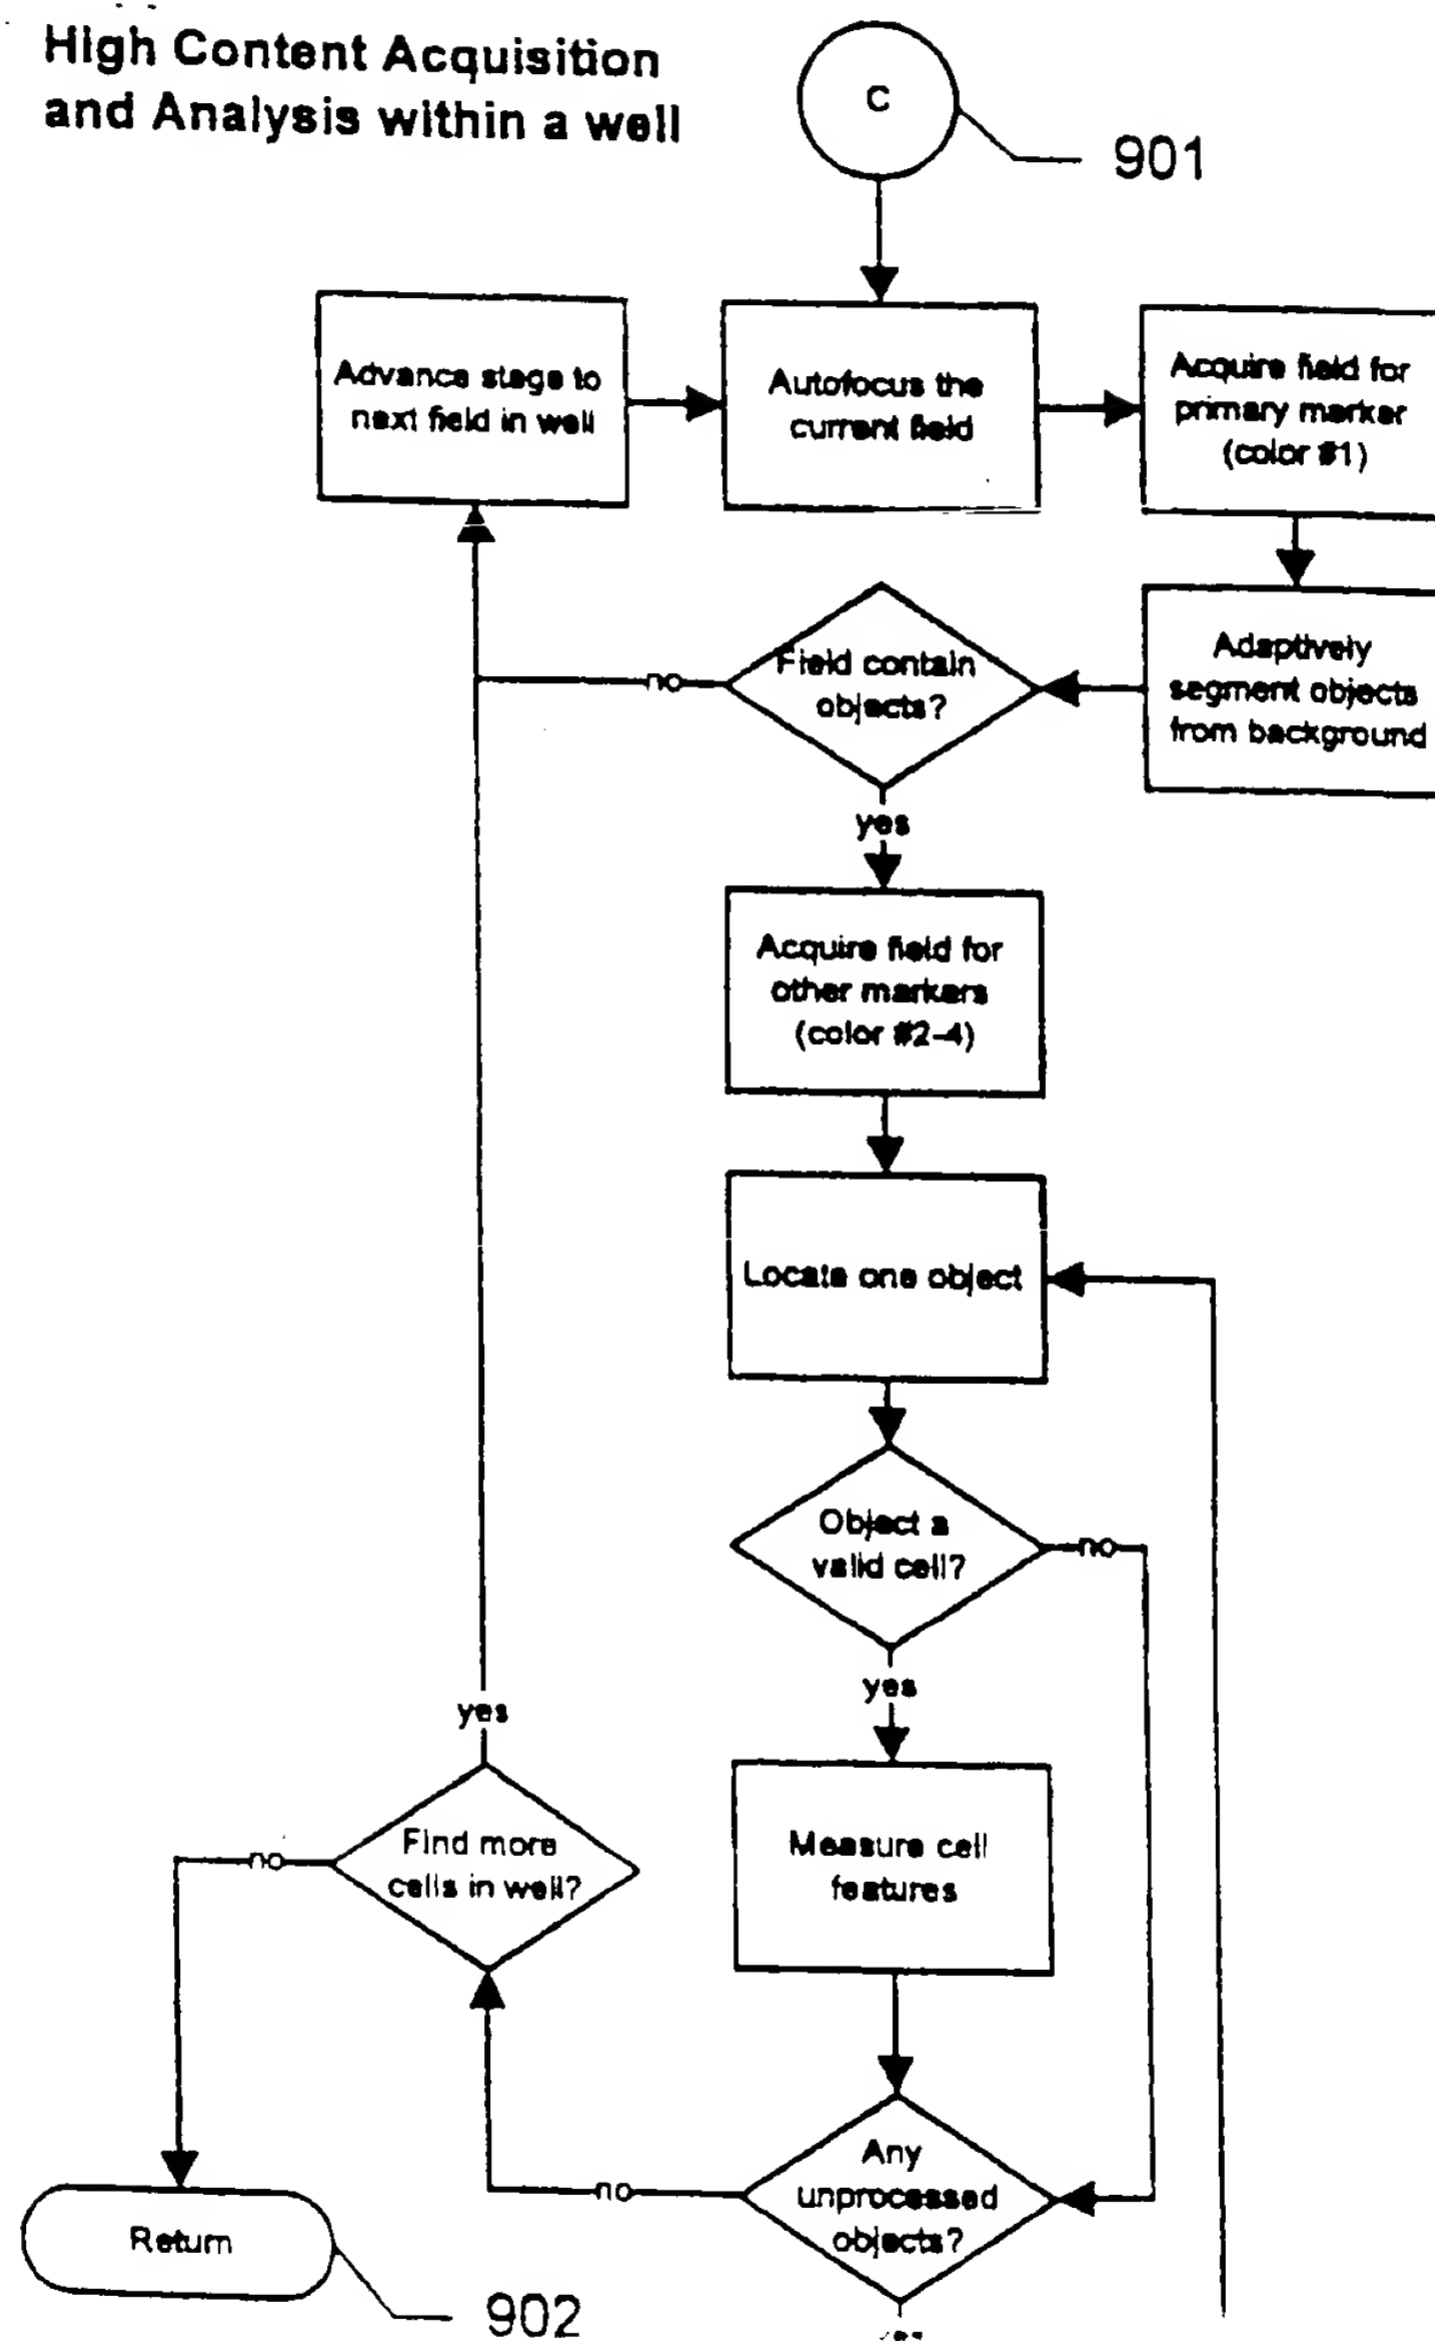 High Content Acquisition
and Analysis within a well
C
901
Advance stage to
next field in well
Autofocus the
current field
Acquire field for
primary marker
(color #1)
Adaptively
segment objects
from background
Field contain
objects?
no
yes
Acquire field for
other markers
(color #2-4)
Locate one object
Object a
valid cell?
no
yes
Measure cell
features
yes
Find more
cells in well?
no
Any
unprocessed
objects?
no
Return
902